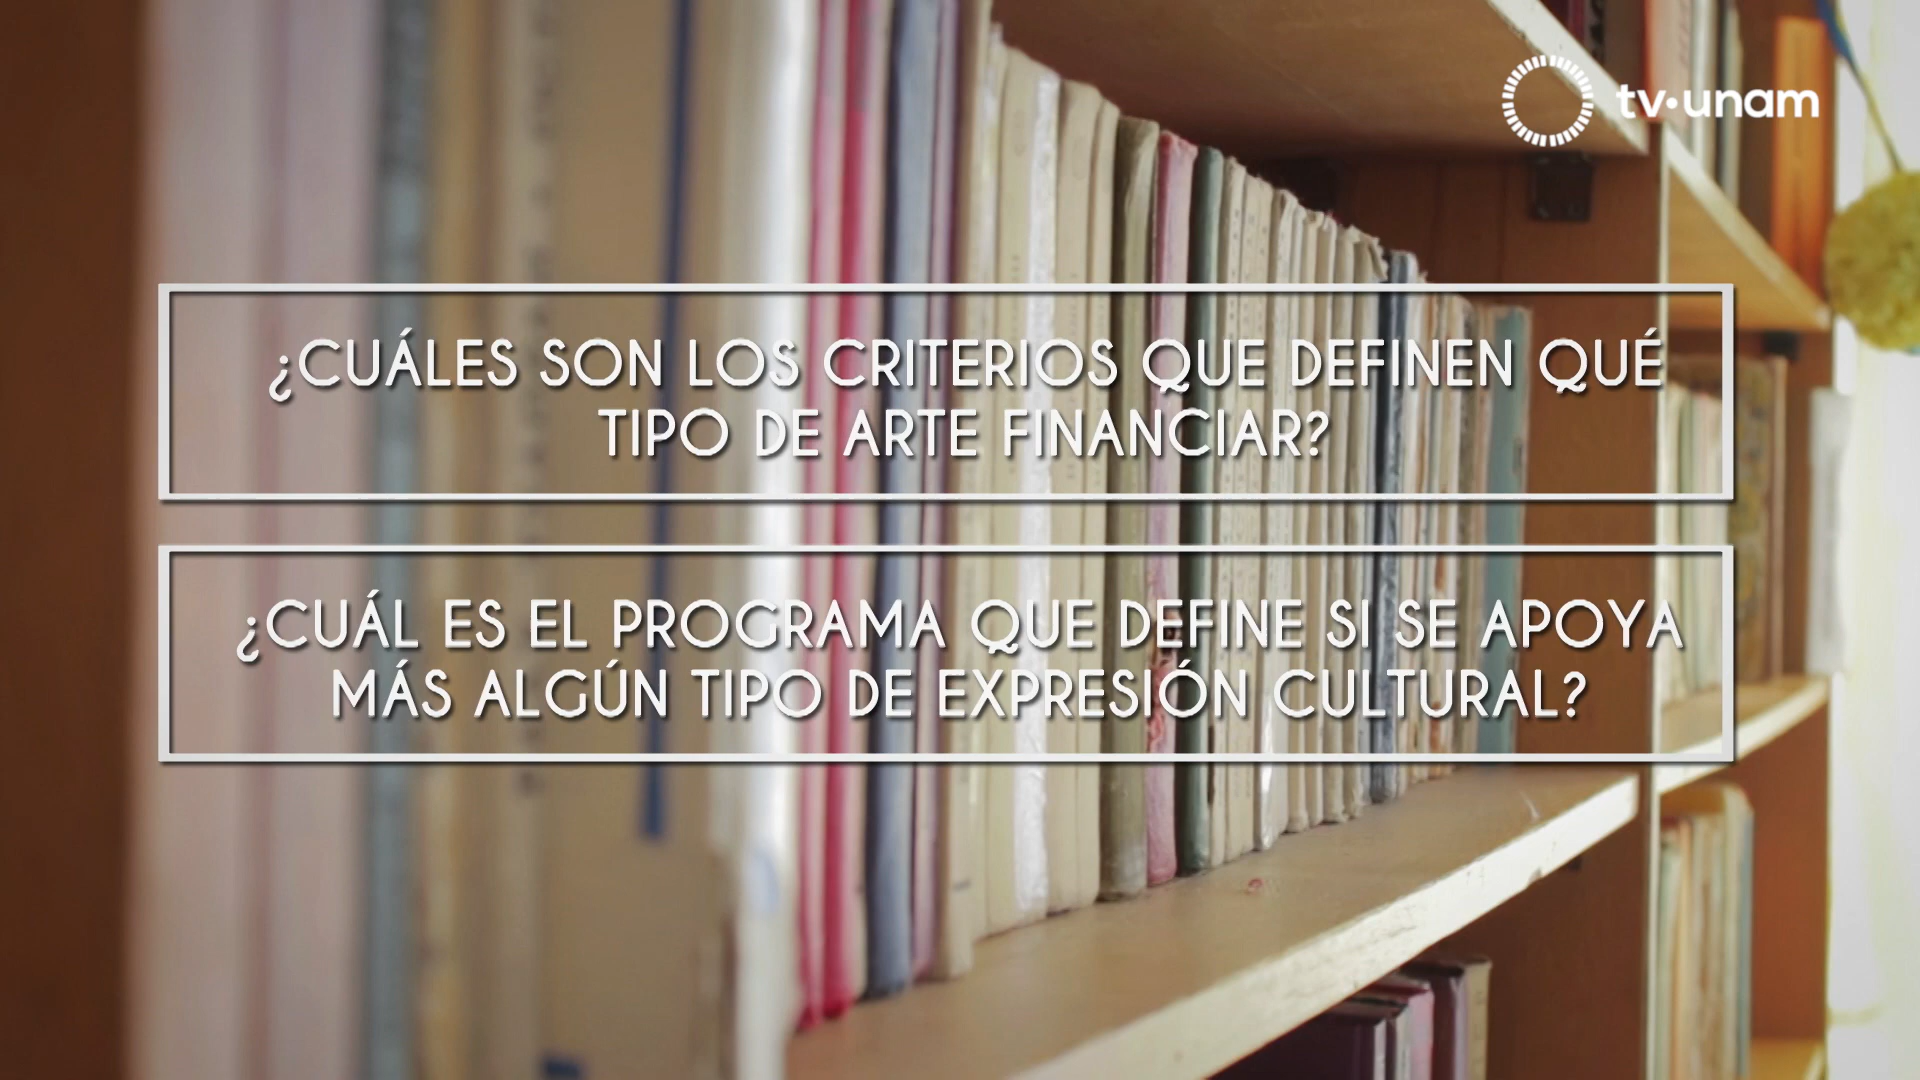 tv·unam
¿CUÁLES SON LOS CRITERIOS QUE DEFINEN QUÉ
TIPO DE ARTE FINANCIAR?
¿CUÁL ES EL PROGRAMA QUE DEFINE SI SE APOYA
MÁS ALGÚN TIPO DE EXPRESIÓN CULTURAL?